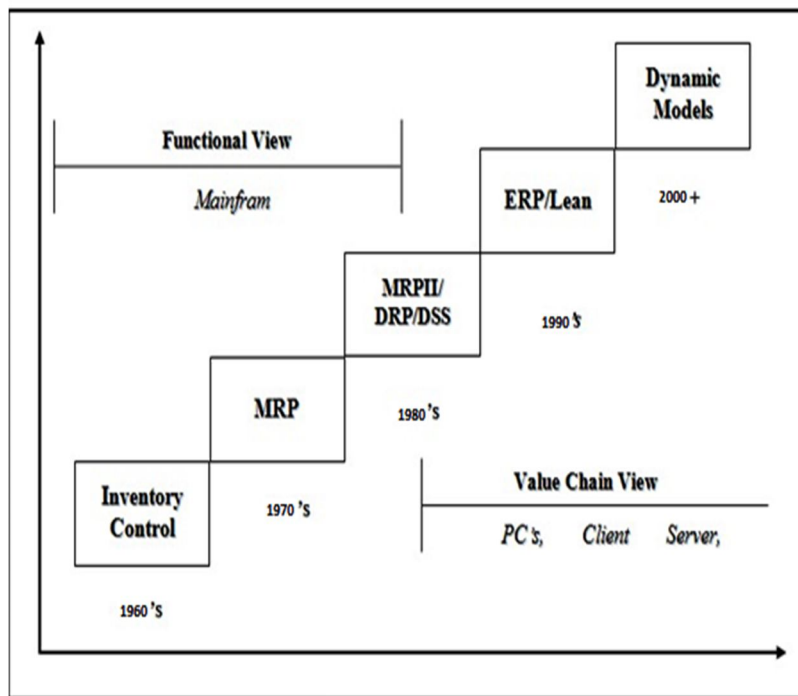 Dynamic
Models
Functional View
Mainfram
ERP/Lean
2000+
MRPII/
DRP/DSS
1990's
MRP
1980's
Inventory
Control
Value Chain View
1970's
PC's, Client Server,
1960's